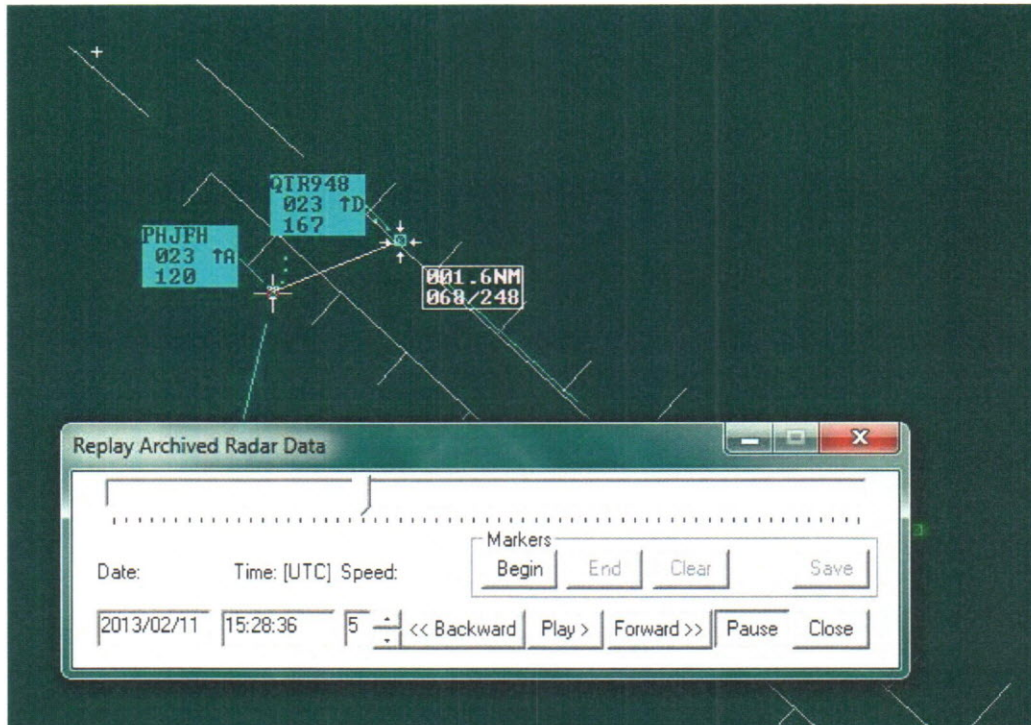 QTR948
023 ↑D
167
PHJFH
023 ↑A
120
001.6NM
068/248
Replay Archived Radar Data
Markers
Begin End Clear Save
Date: Time: [UTC] Speed:
2013/02/11 15:28:36 5 << Backward Play > Forward >> Pause Close